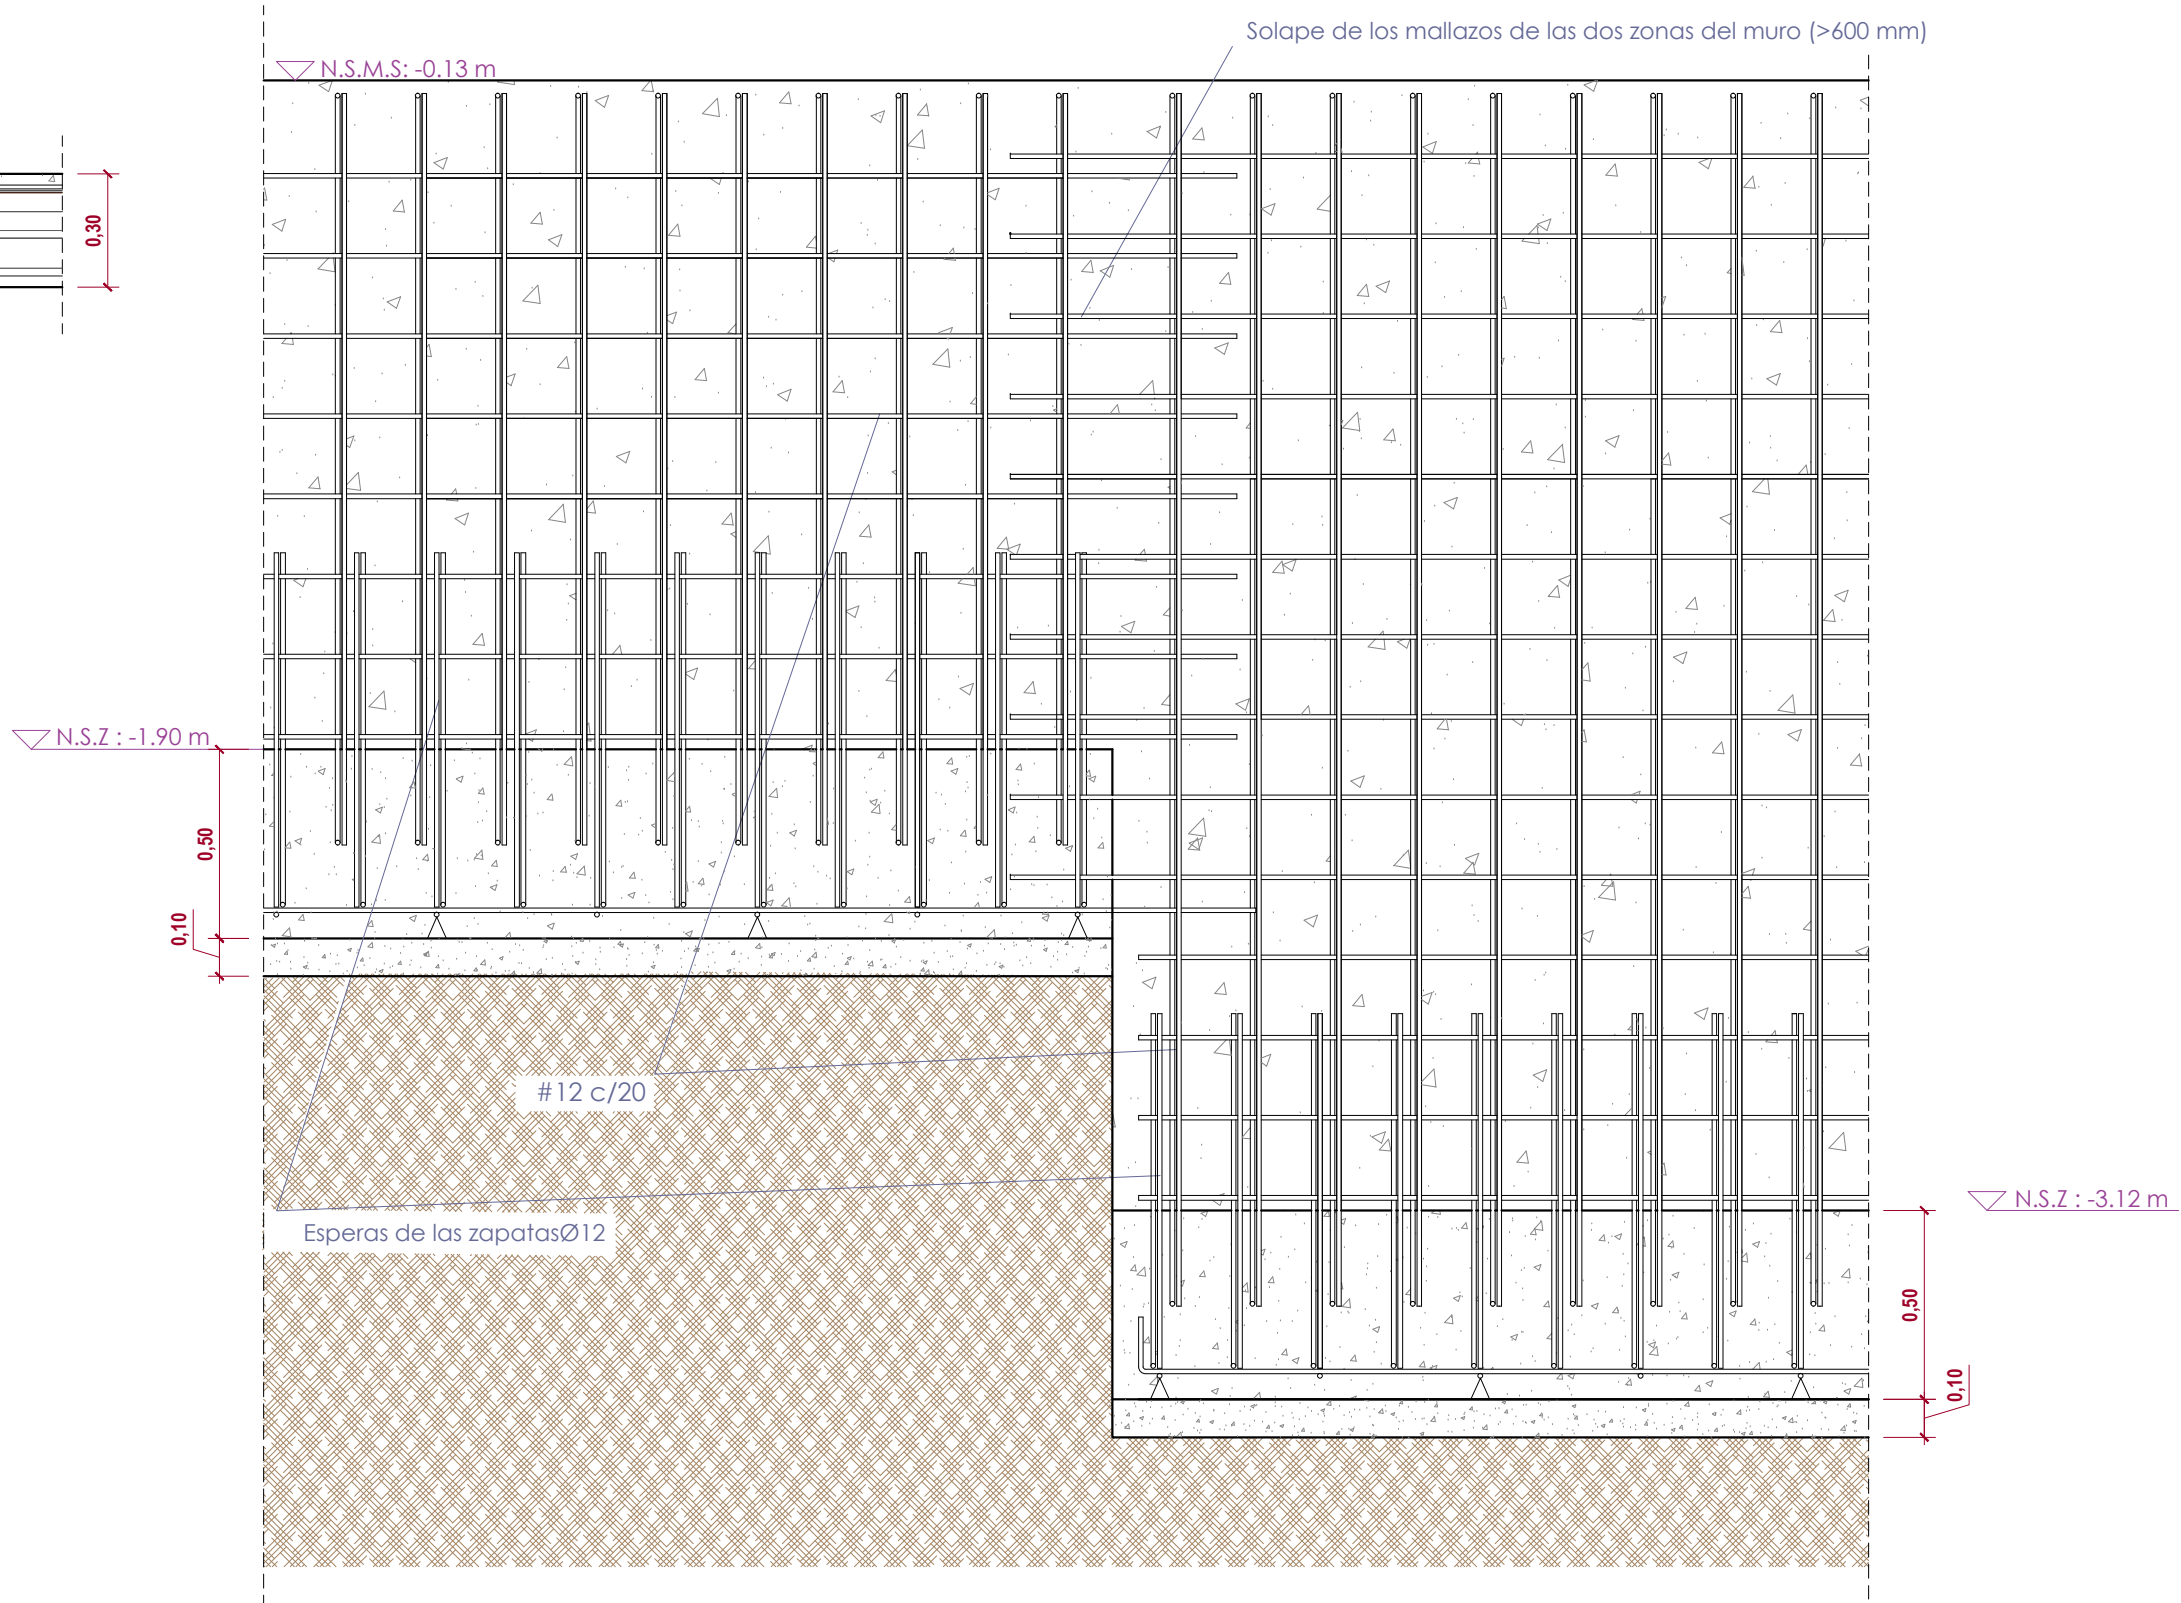 Solape de los mallazos de las dos zonas del muro (>600 mm)
N.S.M.S: -0.13 m
0,30
N.S.Z : -1.90 m
0,50
0,10
#12 c/20
Esperas de las zapatasØ12
N.S.Z : -3.12 m
0,50
0,10